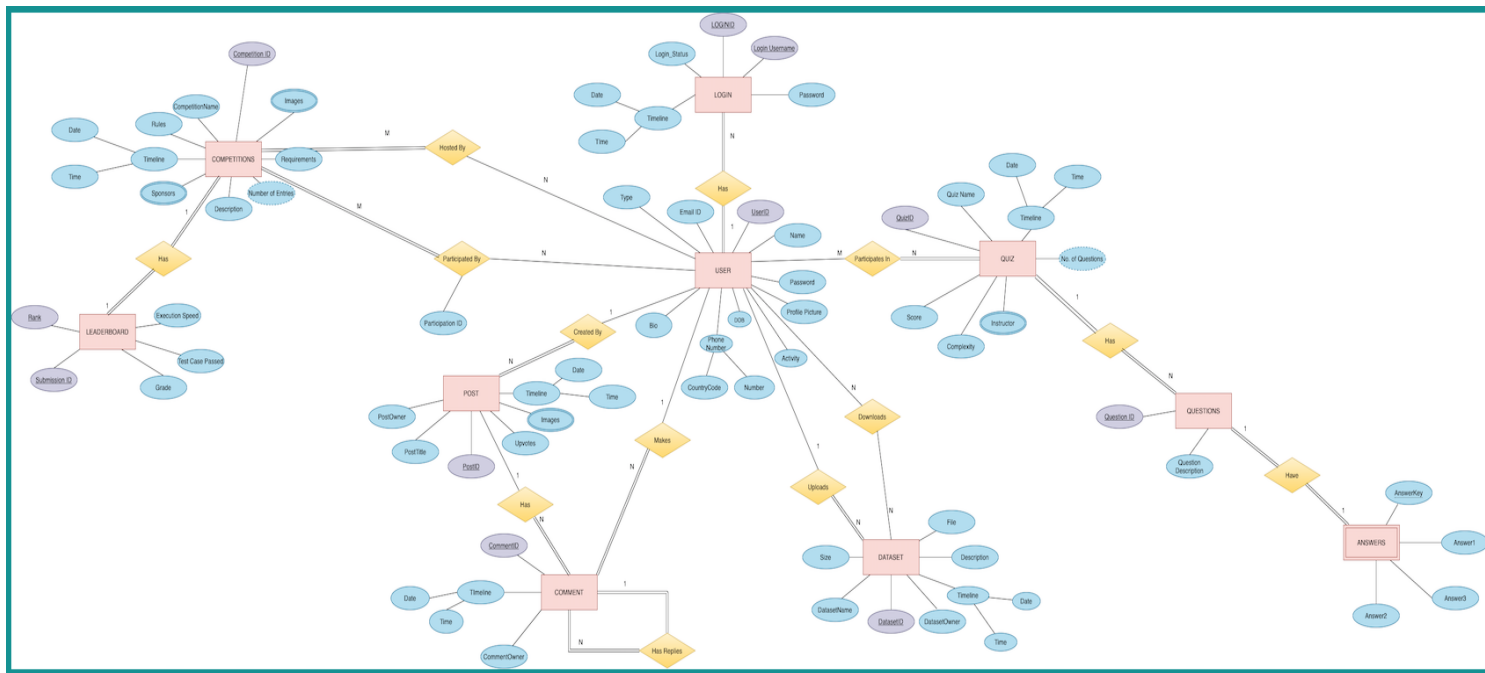 LOGINID
Competition ID
Login_Status
Login Username
Images
CompetitionName
Date
LOGIN
Password
Rules
Timeline
Date
M
Time
N
Hosted By
Timeline
COMPETITIONS
Requirements
Time
Sponsors
Number of Entries
Description
M
N
Has
Date
Time
Type
Email ID
UserID
Quiz Name
1
QuizID
Timeline
1
Name
Has
Participated By
N
USER
M
Participates In
N
QUIZ
No. of Questions
Password
1
Rank
Execution Speed
1
Profile Picture
Score
Instructor
LEADERBOARD
Participation ID
Created By
Bio
DOB
Complexity
Has
Phone
Number
Test Case Passed
N
Date
Activity
Submission ID
Grade
POST
Timeline
Time
CountryCode
Number
N
N
PostOwner
Images
1
Downloads
Question ID
QUESTIONS
Upvotes
Makes
1
PostTitle
PostID
1
Question
Description
1
N
N
Uploads
Have
Has
AnswerKey
N
N
N
File
1
CommentID
Size
DATASET
Description
ANSWERS
Answer1
1
Timeline
COMMENT
Timeline
Date
Date
DatasetName
Answer3
Time
DatasetID
DatasetOwner
Answer2
N
Time
CommentOwner
Has Replies